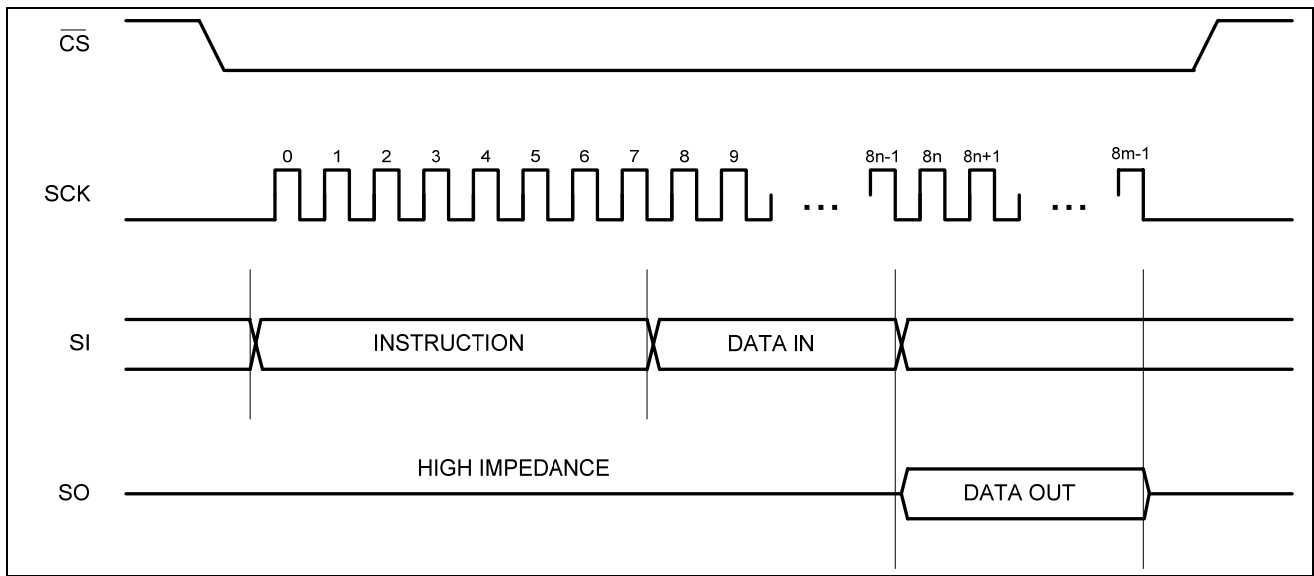 C̅S̅
0 1 2 3 4 5 6 7 8 9 8n-1 8n 8n+1 8m-1
SCK ... ...
SI INSTRUCTION DATA IN
HIGH IMPEDANCE
SO DATA OUT